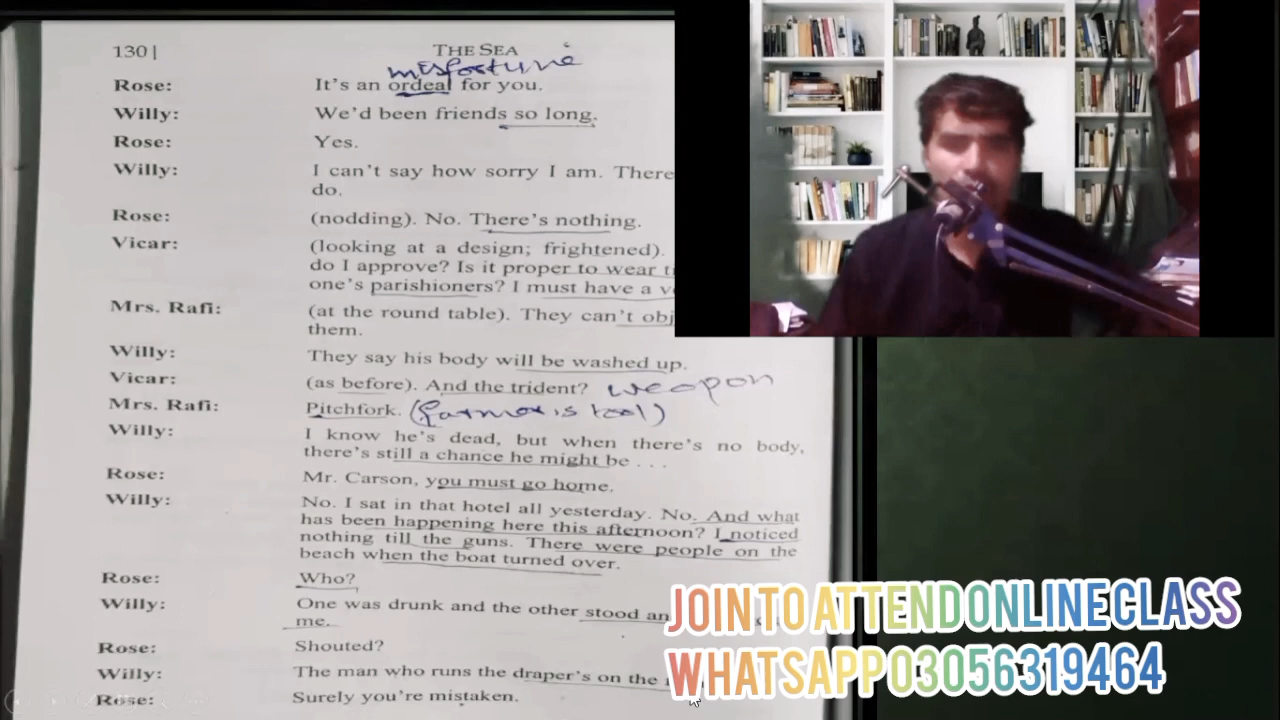 130|
THE SEA
misfortune
Rose: It's an ordeal for you.
Willy: We'd been friends so long.
Rose: Yes.
Willy: I can't say how sorry I am. There
do.
Rose: (nodding). No. There's nothing.
Vicar: (looking at a design; frightened).
do I approve? Is it proper to wear
one's parishioners? I must have a
Mrs. Rafi: (at the round table). They can't
them.
Willy: They say his body will be washed up.
Vicar: (as before). And the trident? weapon
Mrs. Rafi: Pitchfork. (farmer is tool)
Willy: I know he's dead, but when there's no body,
there's still a chance he might be . . .
Rose: Mr. Carson, you must go home.
Willy: No. I sat in that hotel all yesterday. No. And what
has been happening here this afternoon? I noticed
nothing till the guns. There were people on the
beach when the boat turned over.
Rose: Who?
Willy: One was drunk and the other stood
me.
Rose: Shouted?
Willy: The man who runs the draper's on the
Rose: Surely you're mistaken.
JOIN TO ATTEND ONLINE CLASS
WHATSAPP 03056319464